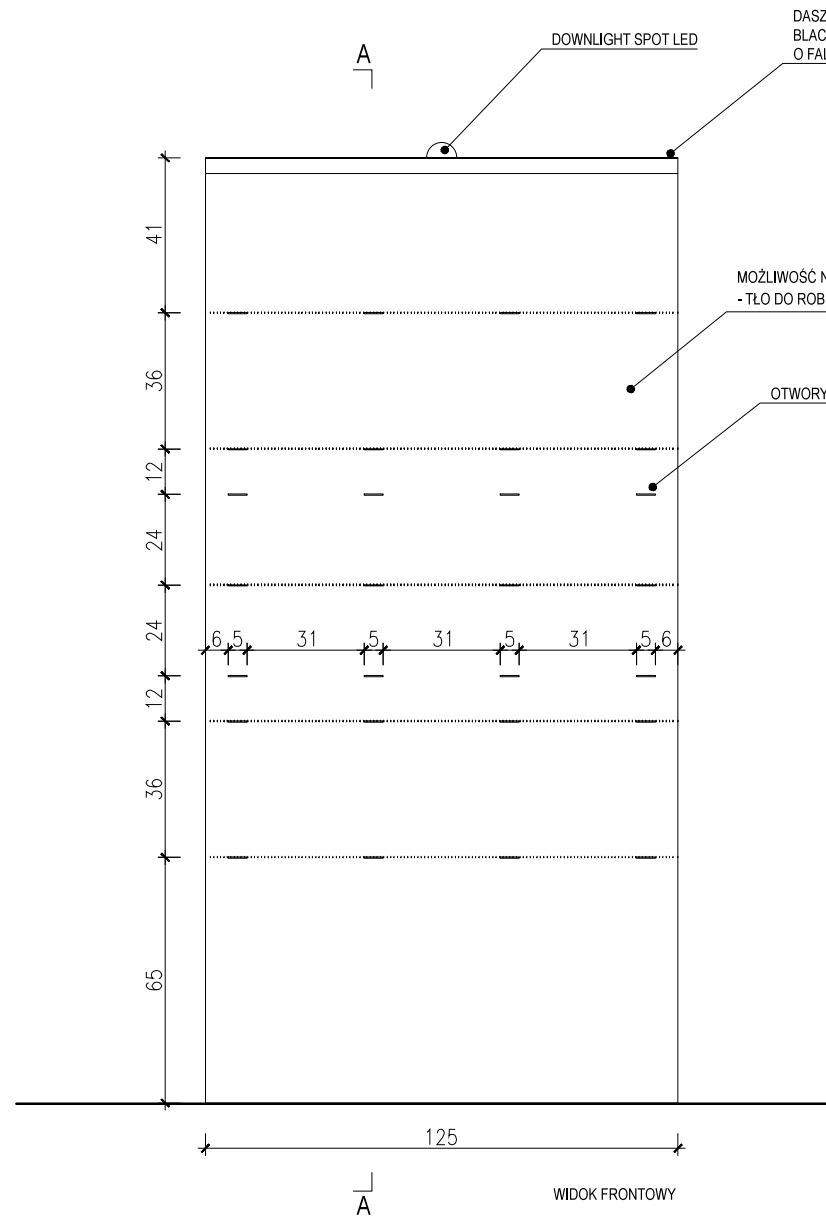 DASZ
BLAC
O FAL
DOWNLIGHT SPOT LED
A
41
MOŻLIWOŚĆ N
- TŁO DO ROB
36
OTWORY
12
24
24
6 5 31 5 31 5 31 5 6
12
36
65
125
A
WIDOK FRONTOWY